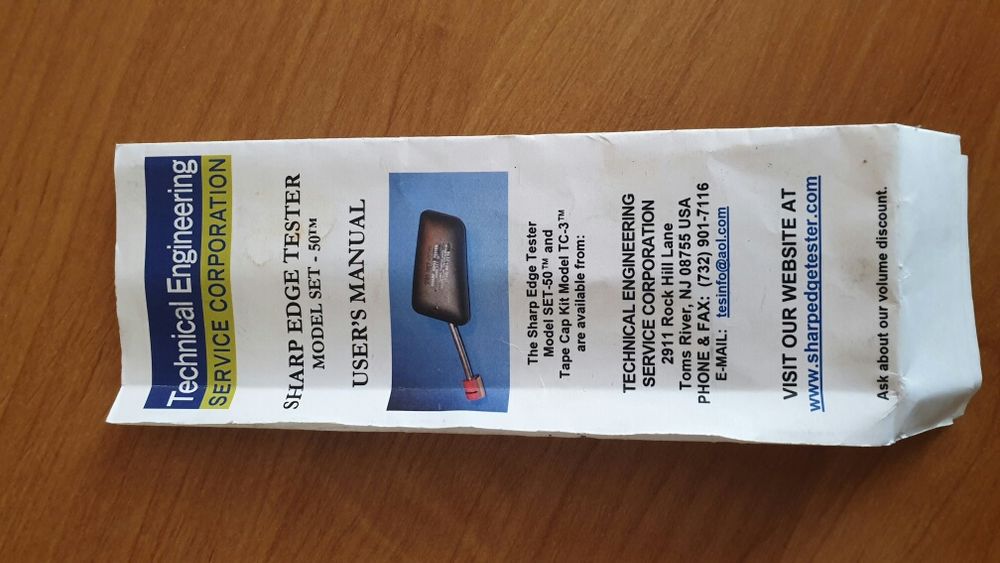 Technical Engineering
SERVICE CORPORATION
SHARP EDGE TESTER
MODEL SET - 50™
USER'S MANUAL
The Sharp Edge Tester
Model SET-50™ and
Tape Cap Kit Model TC-3™
are available from:
TECHNICAL ENGINEERING
SERVICE CORPORATION
2911 Rock Hill Lane
Toms River, NJ 08755 USA
PHONE & FAX: (732) 901-7116
E-MAIL: tesinfo@aol.com
VISIT OUR WEBSITE AT
www.sharpedgetester.com
Ask about our volume discount.